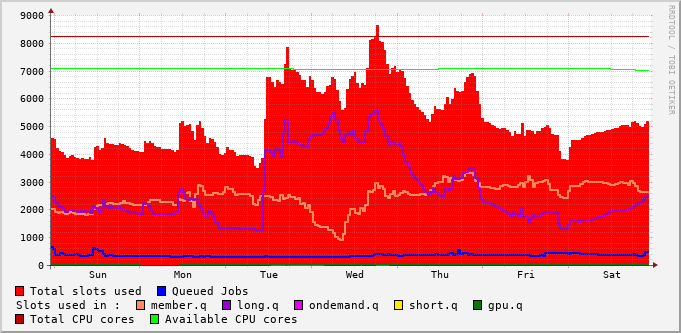 RRDTOOL / TOBI OETIKER
9000
8000
7000
6000
5000
4000
3000
2000
1000
0
Sun Mon Tue Wed Thu Fri Sat
Total slots used Queued Jobs
Slots used in : member.q long.q ondemand.q short.q gpu.q
Total CPU cores Available CPU cores